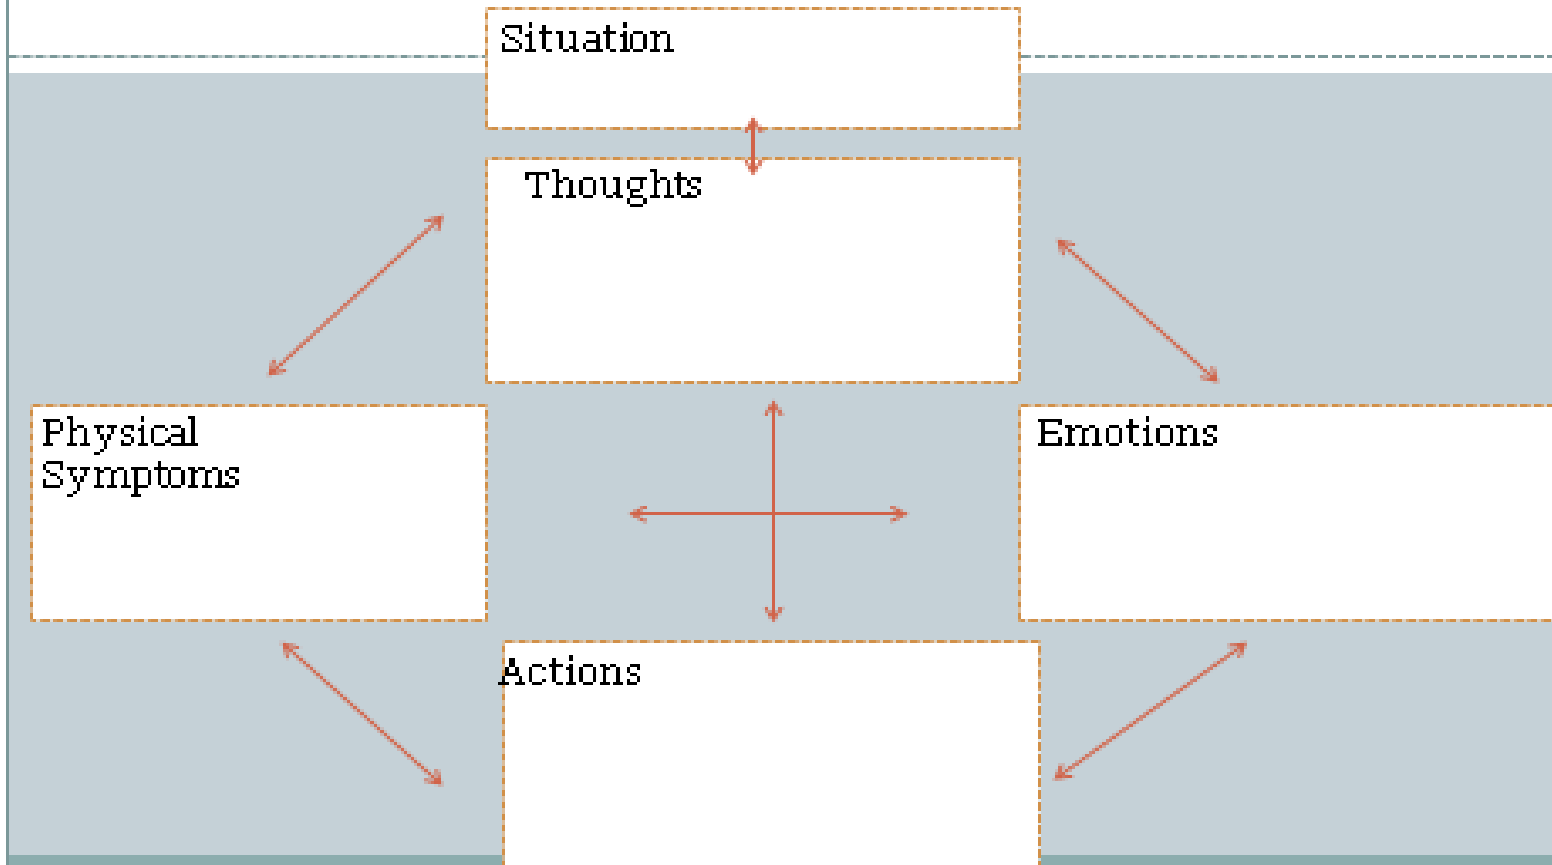 Situation
Thoughts
Physical
Symptoms
Emotions
Actions